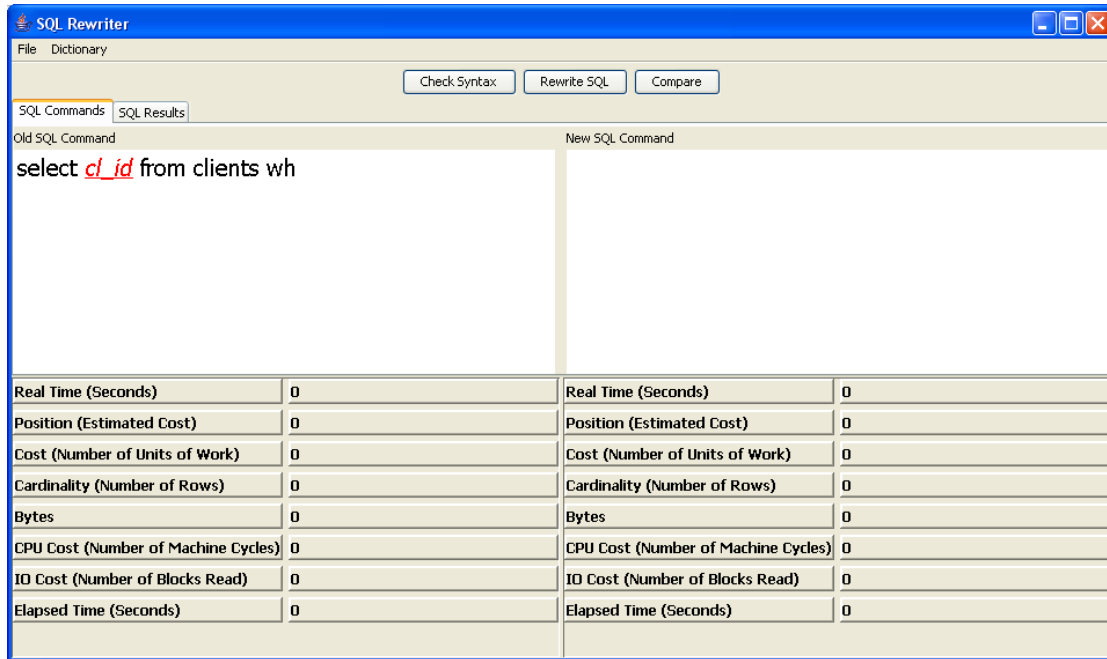 SQL Rewriter
File Dictionary
Check Syntax Rewrite SQL Compare
SQL Commands SQL Results
Old SQL Command New SQL Command
select cl_id from clients wh
Real Time (Seconds) 0 Real Time (Seconds) 0
Position (Estimated Cost) 0 Position (Estimated Cost) 0
Cost (Number of Units of Work) 0 Cost (Number of Units of Work) 0
Cardinality (Number of Rows) 0 Cardinality (Number of Rows) 0
Bytes 0 Bytes 0
CPU Cost (Number of Machine Cycles) 0 CPU Cost (Number of Machine Cycles) 0
IO Cost (Number of Blocks Read) 0 IO Cost (Number of Blocks Read) 0
Elapsed Time (Seconds) 0 Elapsed Time (Seconds) 0